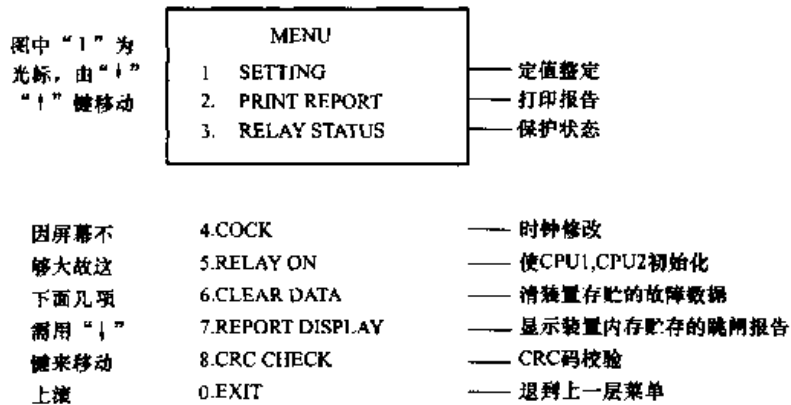 图中“1”为
光标，由“↓”
“↑”键移动
MENU
1 SETTING
2. PRINT REPORT
3. RELAY STATUS
定值整定
打印报告
保护状态
因屏幕不
够大故这
下面几项
需用“↓”
键来移动
上滚
4.COCK
5.RELAY ON
6.CLEAR DATA
7.REPORT DISPLAY
8.CRC CHECK
0.EXIT
时钟修改
使CPU1,CPU2初始化
清装置存贮的故障数据
显示装置内存贮存的跳闸报告
CRC码校验
退到上一层菜单